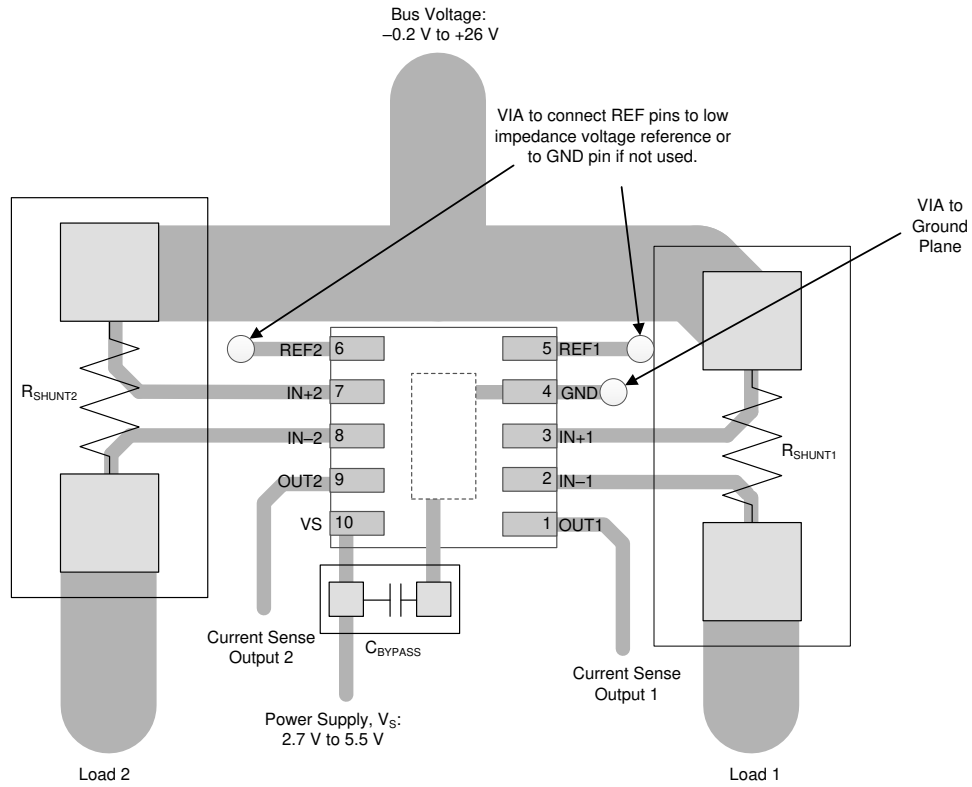 Bus Voltage:
–0.2 V to +26 V
VIA to connect REF pins to low
impedance voltage reference or
to GND pin if not used.
VIA to
Ground
Plane
REF2 6
5 REF1
RSHUNT2
IN+2 7
4 GND
IN–2 8
3 IN+1
RSHUNT1
OUT2 9
2 IN–1
VS 10
1 OUT1
Current Sense
Output 2
CBYPASS
Current Sense
Output 1
Power Supply, VS:
2.7 V to 5.5 V
Load 2
Load 1